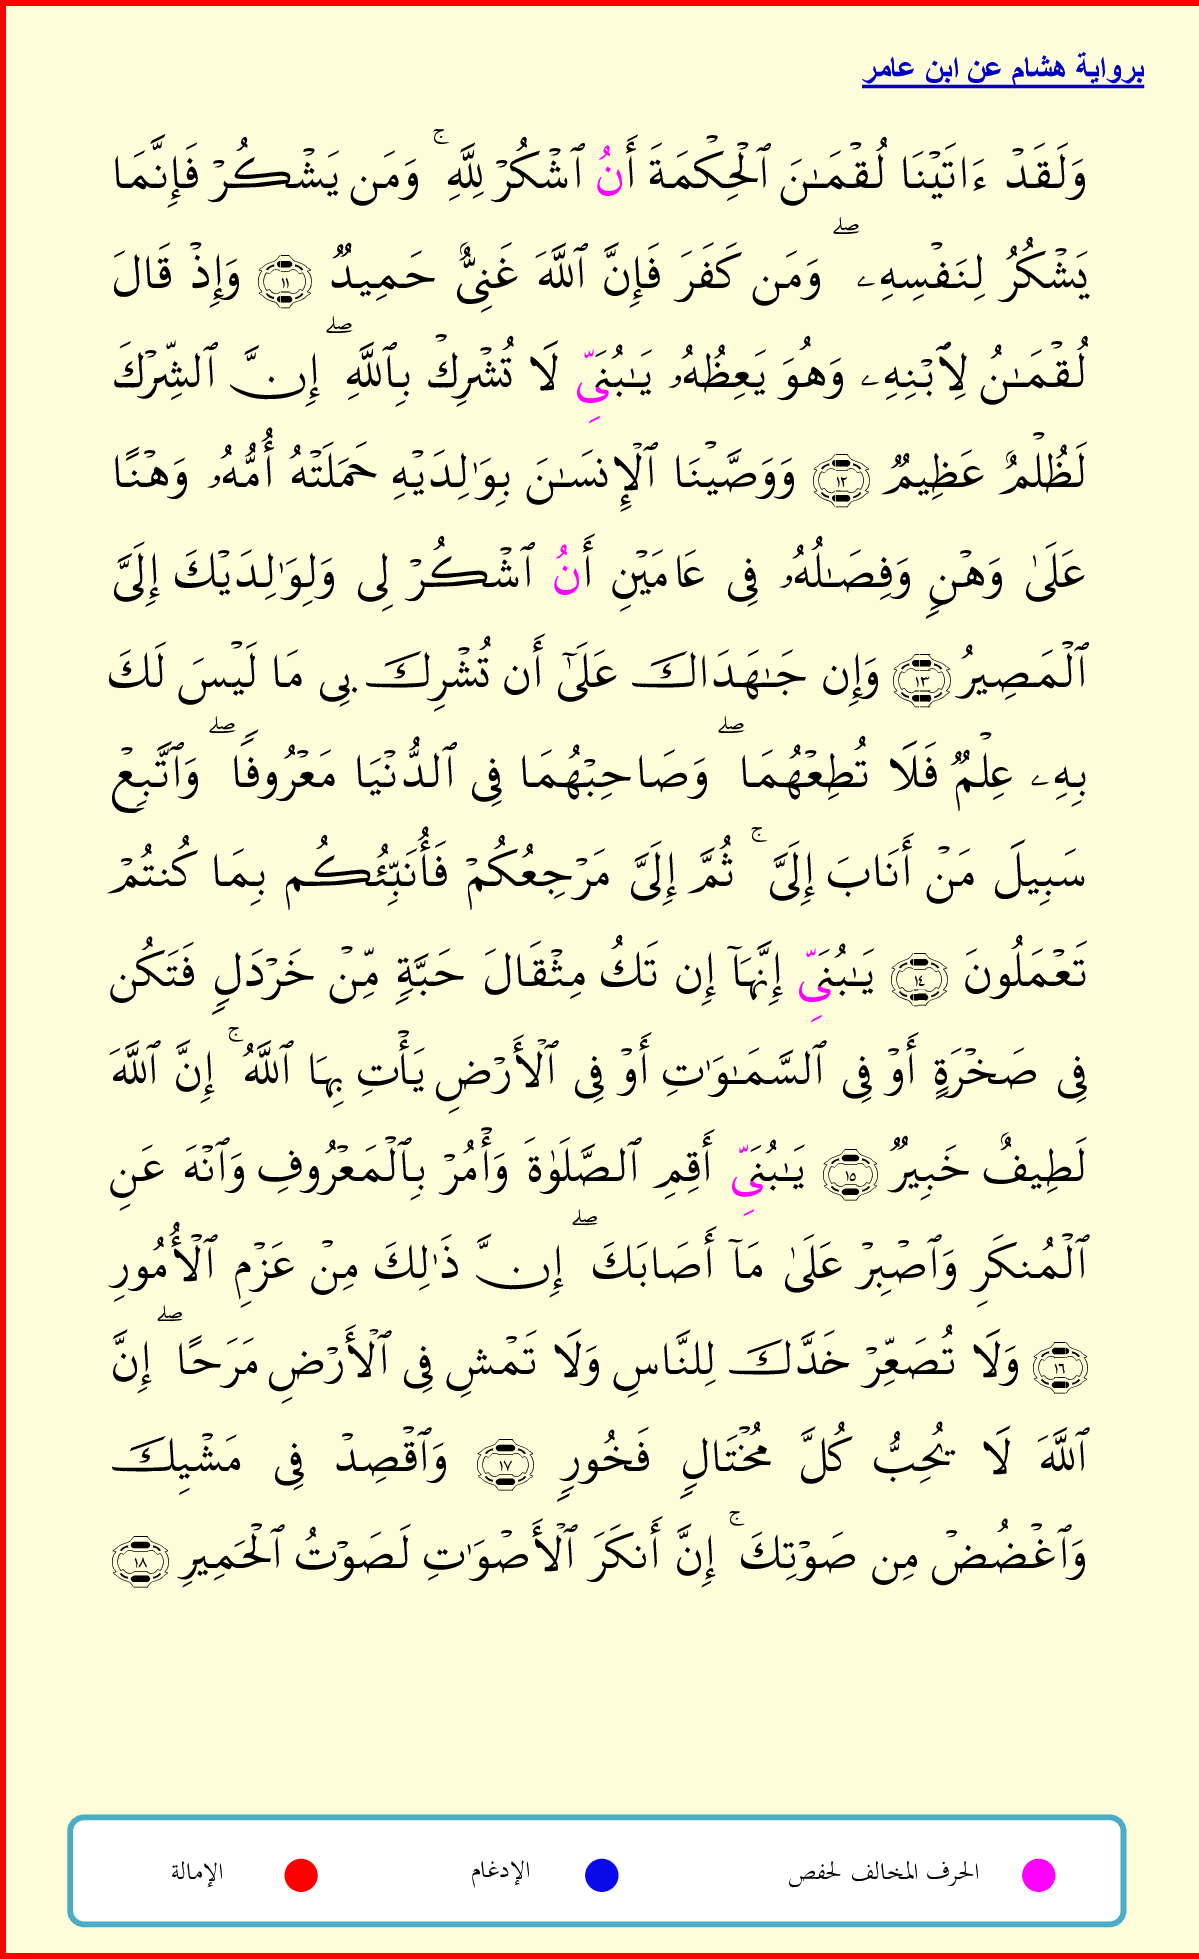 برواية هشام عن ابن عامر
وَلَقَدْ ءَاتَيْنَا لُقْمَـٰنَ ٱلْحِكْمَةَ أَنُ ٱشْكُرْ لِلَّهِ ۚ وَمَن يَشْكُرْ فَإِنَّمَا
يَشْكُرُ لِنَفْسِهِۦ ۖ وَمَن كَفَرَ فَإِنَّ ٱللَّهَ غَنِىٌّ حَمِيدٌ ١١ وَإِذْ قَالَ
لُقْمَـٰنُ لِٱبْنِهِۦ وَهُوَ يَعِظُهُۥ يَـٰبُنَىِّ لَا تُشْرِكْ بِٱللَّهِ ۖ إِنَّ ٱلشِّرْكَ
لَظُلْمٌ عَظِيمٌ ١٢ وَوَصَّيْنَا ٱلْإِنسَـٰنَ بِوَٰلِدَيْهِ حَمَلَتْهُ أُمُّهُۥ وَهْنًا
عَلَىٰ وَهْنٍ وَفِصَـٰلُهُۥ فِى عَامَيْنِ أَنُ ٱشْكُرْ لِى وَلِوَٰلِدَيْكَ إِلَىَّ
ٱلْمَصِيرُ ١٣ وَإِن جَـٰهَدَاكَ عَلَىٰٓ أَن تُشْرِكَ بِى مَا لَيْسَ لَكَ
بِهِۦ عِلْمٌ فَلَا تُطِعْهُمَا ۖ وَصَاحِبْهُمَا فِى ٱلدُّنْيَا مَعْرُوفًا ۖ وَٱتَّبِعْ
سَبِيلَ مَنْ أَنَابَ إِلَىَّ ۚ ثُمَّ إِلَىَّ مَرْجِعُكُمْ فَأُنَبِّئُكُم بِمَا كُنتُمْ
تَعْمَلُونَ ١٤ يَـٰبُنَىِّ إِنَّهَآ إِن تَكُ مِثْقَالَ حَبَّةٍ مِّنْ خَرْدَلٍ فَتَكُن
فِى صَخْرَةٍ أَوْ فِى ٱلسَّمَـٰوَٰتِ أَوْ فِى ٱلْأَرْضِ يَأْتِ بِهَا ٱللَّهُ ۚ إِنَّ ٱللَّهَ
لَطِيفٌ خَبِيرٌ ١٥ يَـٰبُنَىِّ أَقِمِ ٱلصَّلَوٰةَ وَأْمُرْ بِٱلْمَعْرُوفِ وَٱنْهَ عَنِ
ٱلْمُنكَرِ وَٱصْبِرْ عَلَىٰ مَآ أَصَابَكَ ۖ إِنَّ ذَٰلِكَ مِنْ عَزْمِ ٱلْأُمُورِ
١٦ وَلَا تُصَعِّرْ خَدَّكَ لِلنَّاسِ وَلَا تَمْشِ فِى ٱلْأَرْضِ مَرَحًا ۖ إِنَّ
ٱللَّهَ لَا يُحِبُّ كُلَّ مُخْتَالٍ فَخُورٍ ١٧ وَٱقْصِدْ فِى مَشْيِكَ
وَٱغْضُضْ مِن صَوْتِكَ ۚ إِنَّ أَنكَرَ ٱلْأَصْوَٰتِ لَصَوْتُ ٱلْحَمِيرِ ١٨
الحرف المخالف لحفص الإدغام الإمالة